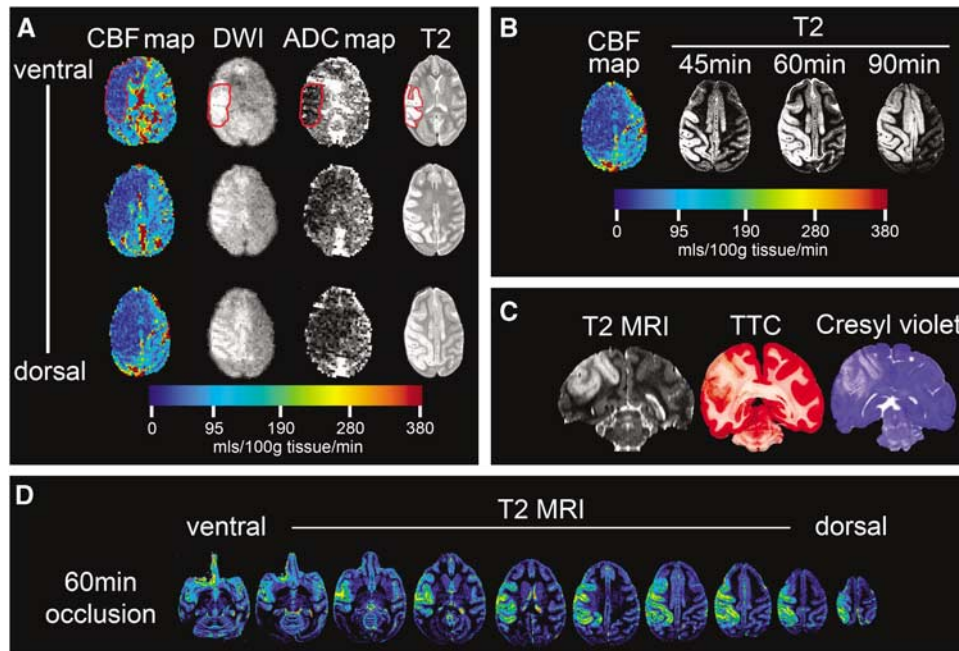 A
CBF map DWI ADC map T2
ventral
dorsal
0 95 190 280 380
mls/100g tissue/min
B
CBF map
T2
45min 60min 90min
0 95 190 280 380
mls/100g tissue/min
C
T2 MRI TTC Cresyl violet
D
T2 MRI
ventral dorsal
60min
occlusion